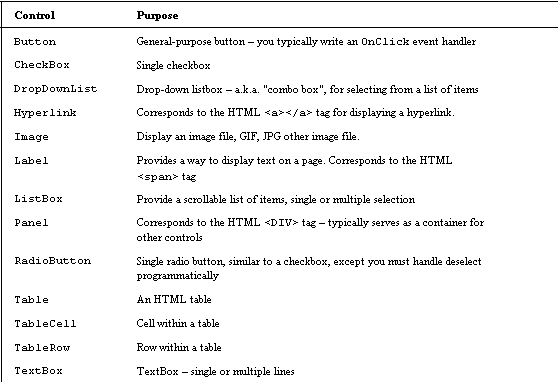 Control Purpose
Button General-purpose button – you typically write an OnClick event handler
CheckBox Single checkbox
DropDownList Drop-down listbox – a.k.a. "combo box", for selecting from a list of items
Hyperlink Corresponds to the HTML <a></a> tag for displaying a hyperlink.
Image Display an image file, GIF, JPG other image file.
Label Provides a way to display text on a page. Corresponds to the HTML
<span> tag
ListBox Provide a scrollable list of items, single or multiple selection
Panel Corresponds to the HTML <DIV> tag – typically serves as a container for
other controls
RadioButton Single radio button, similar to a checkbox, except you must handle deselect
programmatically
Table An HTML table
TableCell Cell within a table
TableRow Row within a table
TextBox TextBox – single or multiple lines